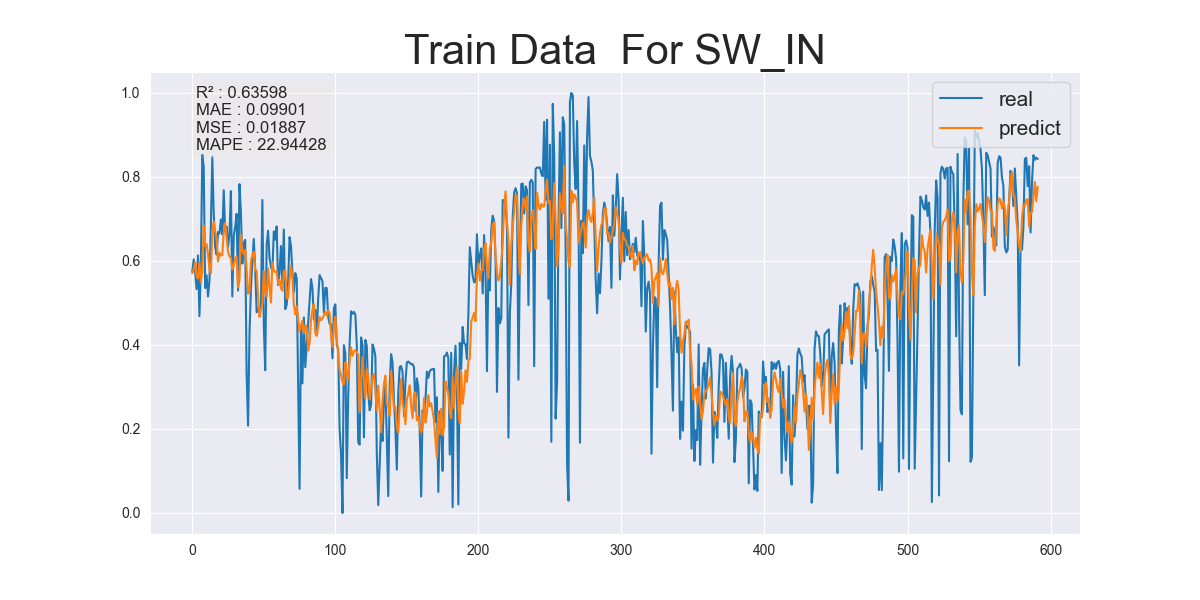 Train Data  For SW_IN
R² : 0.63598
MAE : 0.09901
MSE : 0.01887
MAPE : 22.94428
real
predict
1.0
0.8
0.6
0.4
0.2
0.0
0 100 200 300 400 500 600